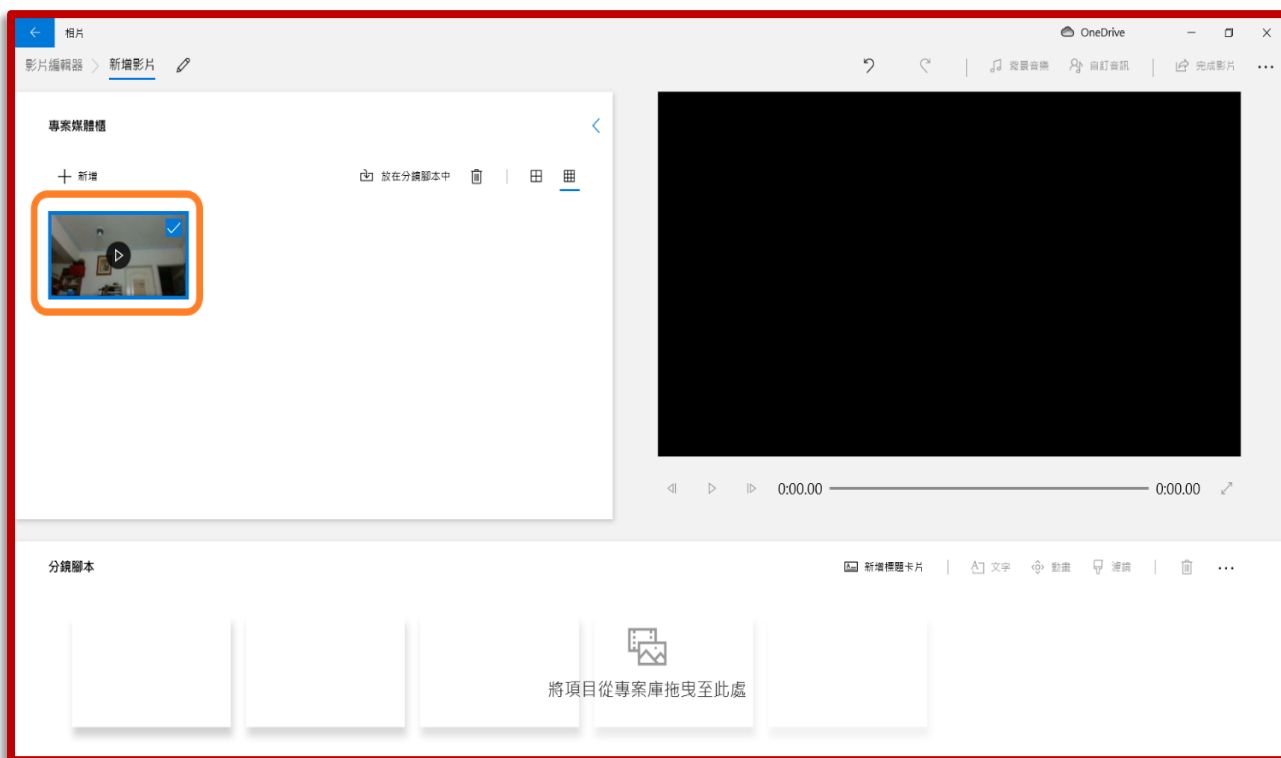 相片
OneDrive
影片編輯器 > 新增影片
背景音樂 自訂音訊 完成影片
專案媒體櫃
新增 放在分鏡腳本中
0:00.00 0:00.00
分鏡腳本
新增標題卡片 文字 動畫 濾鏡
將項目從專案庫拖曳至此處